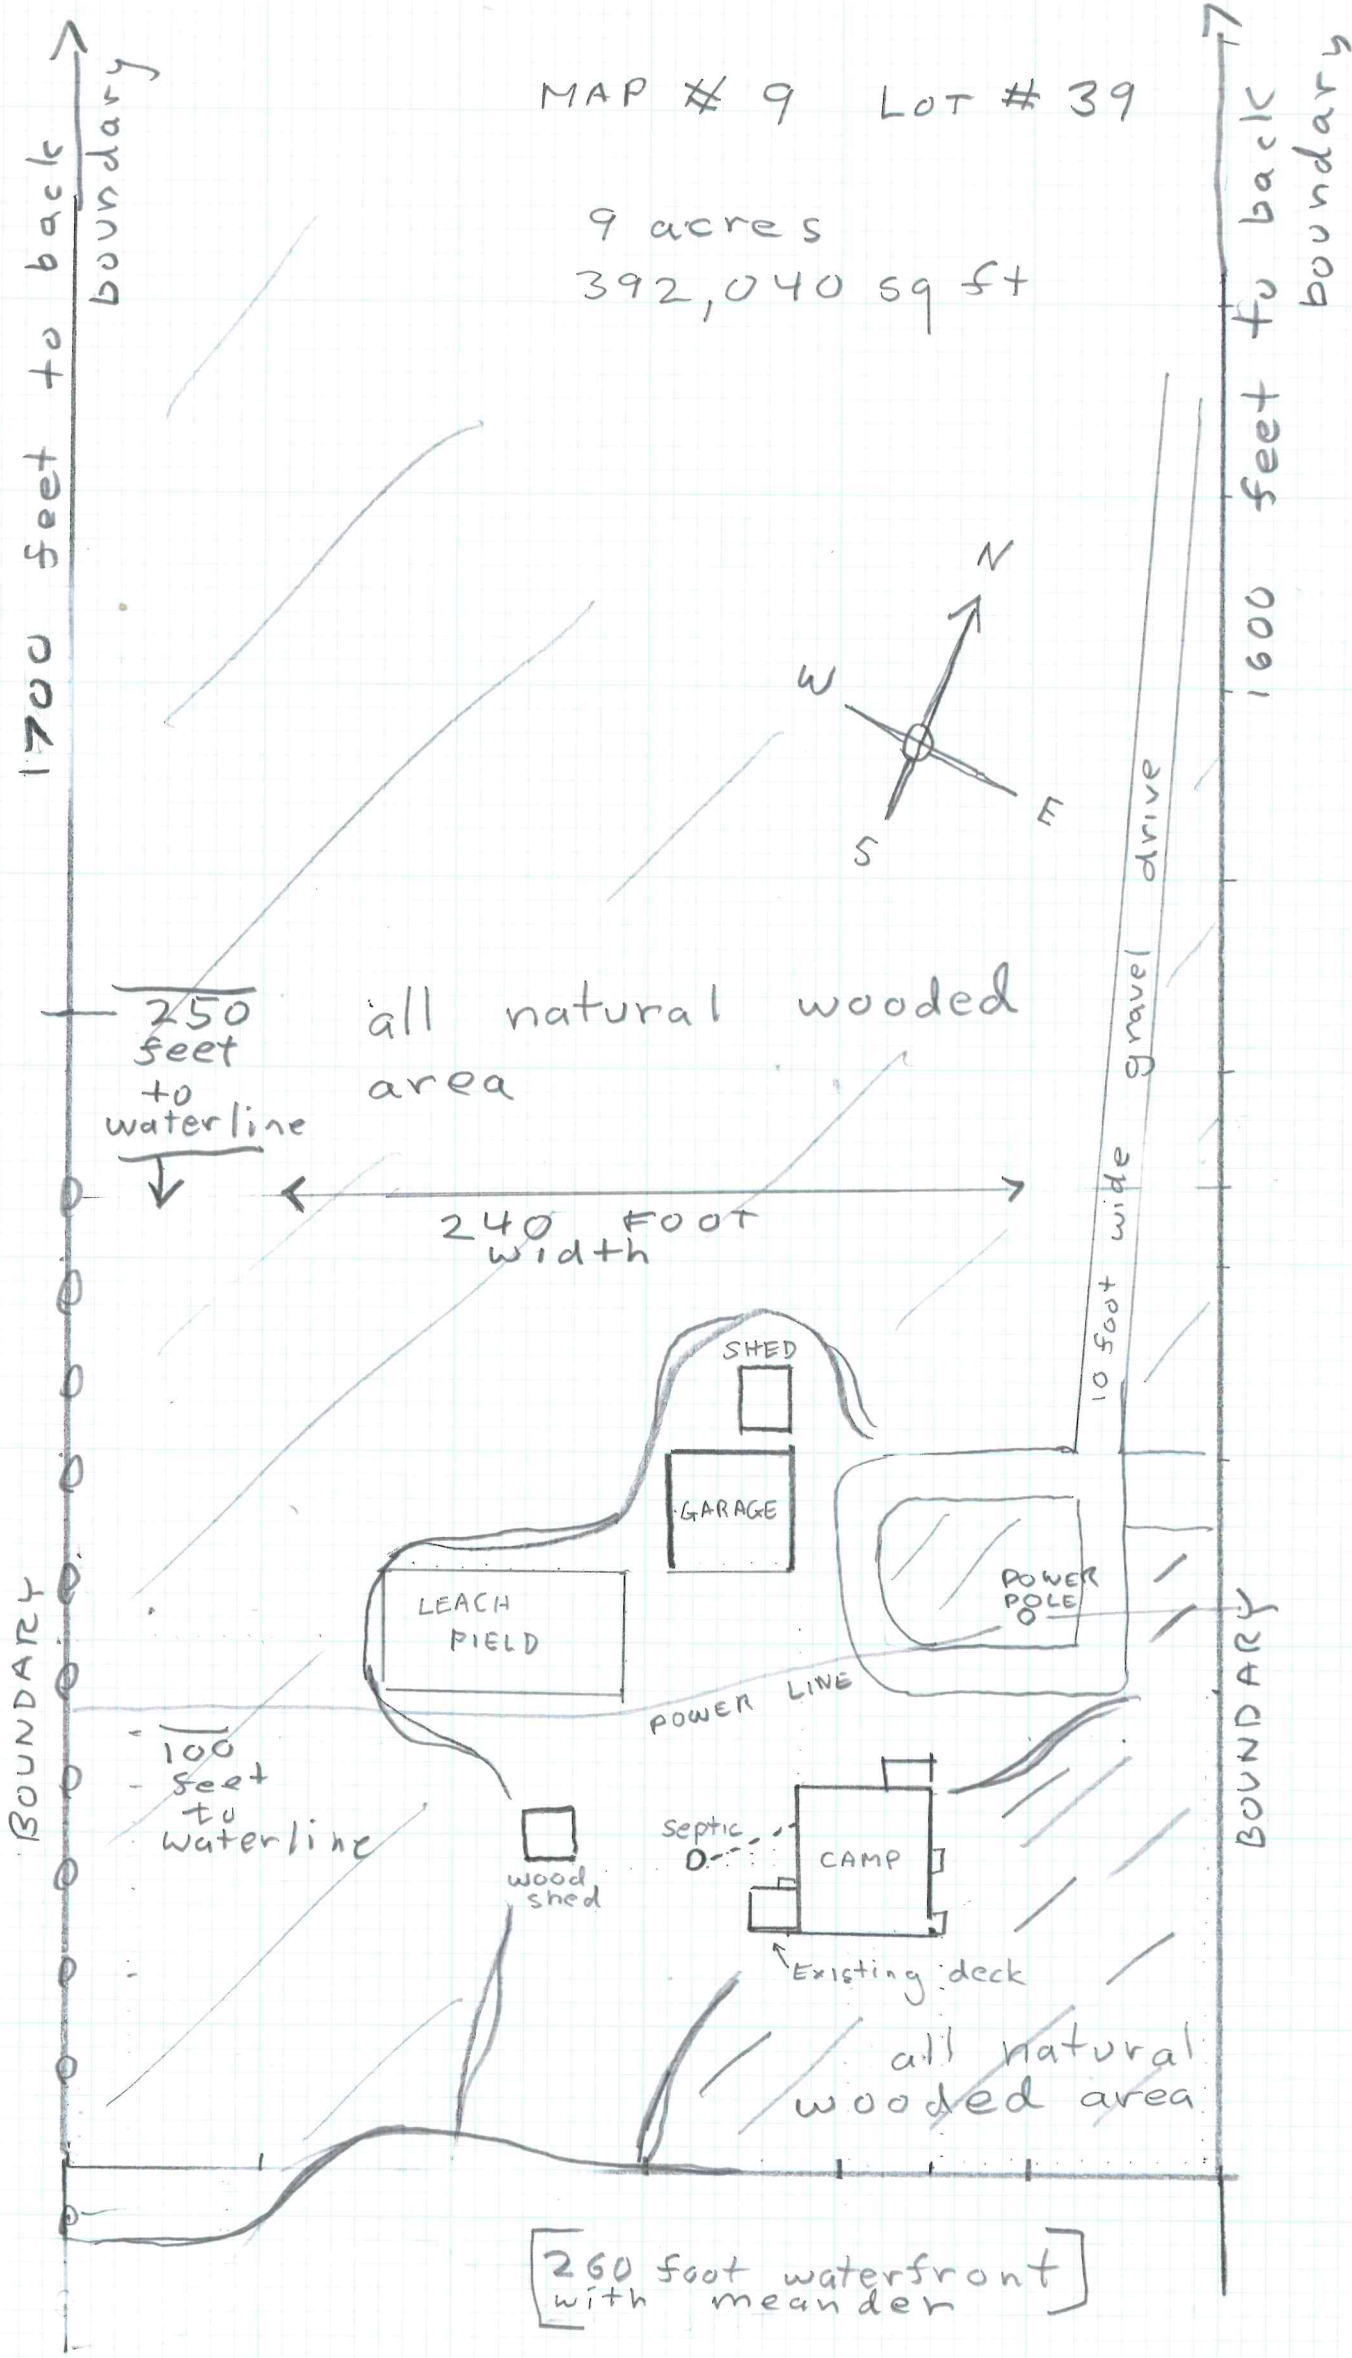 MAP # 9 LOT # 39
9 acres
392,040 sq ft
1700 feet to back
boundary
1600 feet to back
boundary
N
W
E
S
250
feet
to
waterline
all natural wooded
area
240 FOOT
width
10 foot wide gravel drive
SHED
GARAGE
LEACH
FIELD
POWER
POLE
POWER LINE
BOUNDARY
BOUNDARY
100
feet
to
waterline
wood
shed
septic
CAMP
Existing deck
all natural
wooded area
[260 foot waterfront
with meander]